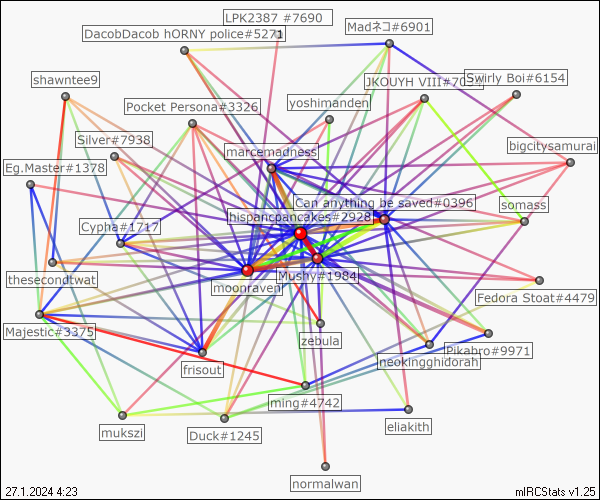 LPK2387 #7690
DacobDacob hORNY police#5271
Madネコ#6901
shawntee9
JKOUYH VIII#70
Swirly Boi#6154
Pocket Persona#3326
yoshimanden
Silver#7938
marcemadness
bigcitysamurai
Eg.Master#1378
Can anything be saved#0396
somass
Cypha#1717
hispanicpancakes#2928
thesecondtwat
moopraven
Mushy#1984
Fedora Stoat#4479
Majestic#3375
zebula
Pikabro#9971
frisout
neokingghidorah
ming#4742
mukszi
Duck#1245
eliakith
normalwan
27.1.2024 4:23
mIRCStats v1.25